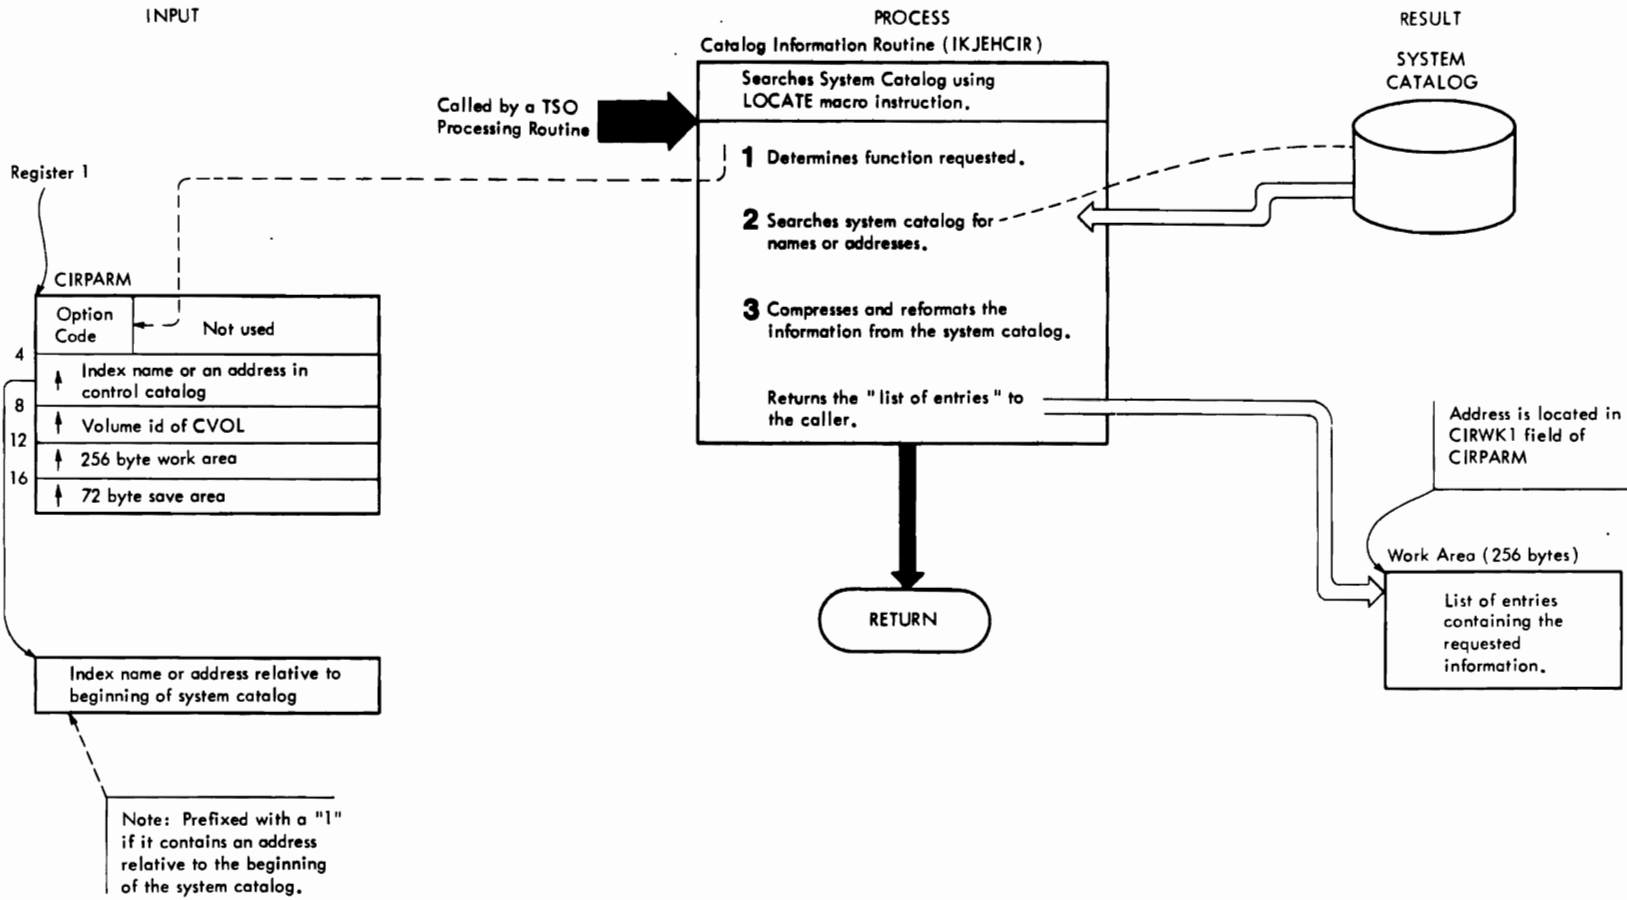 INPUT
PROCESS
RESULT
Catalog Information Routine (IKJEHCIR)
SYSTEM
CATALOG
Searches System Catalog using
LOCATE macro instruction.
Called by a TSO
Processing Routine
1 Determines function requested.
2 Searches system catalog for
names or addresses.
3 Compresses and reformats the
information from the system catalog.
Returns the "list of entries" to
the caller.
RETURN
Register 1
CIRPARM
Option
Code
Not used
4
Index name or an address in
control catalog
8
Volume id of CVOL
12
256 byte work area
16
72 byte save area
Index name or address relative to
beginning of system catalog
Note: Prefixed with a "1"
if it contains an address
relative to the beginning
of the system catalog.
Address is located in
CIRWK1 field of
CIRPARM
Work Area (256 bytes)
List of entries
containing the
requested
information.